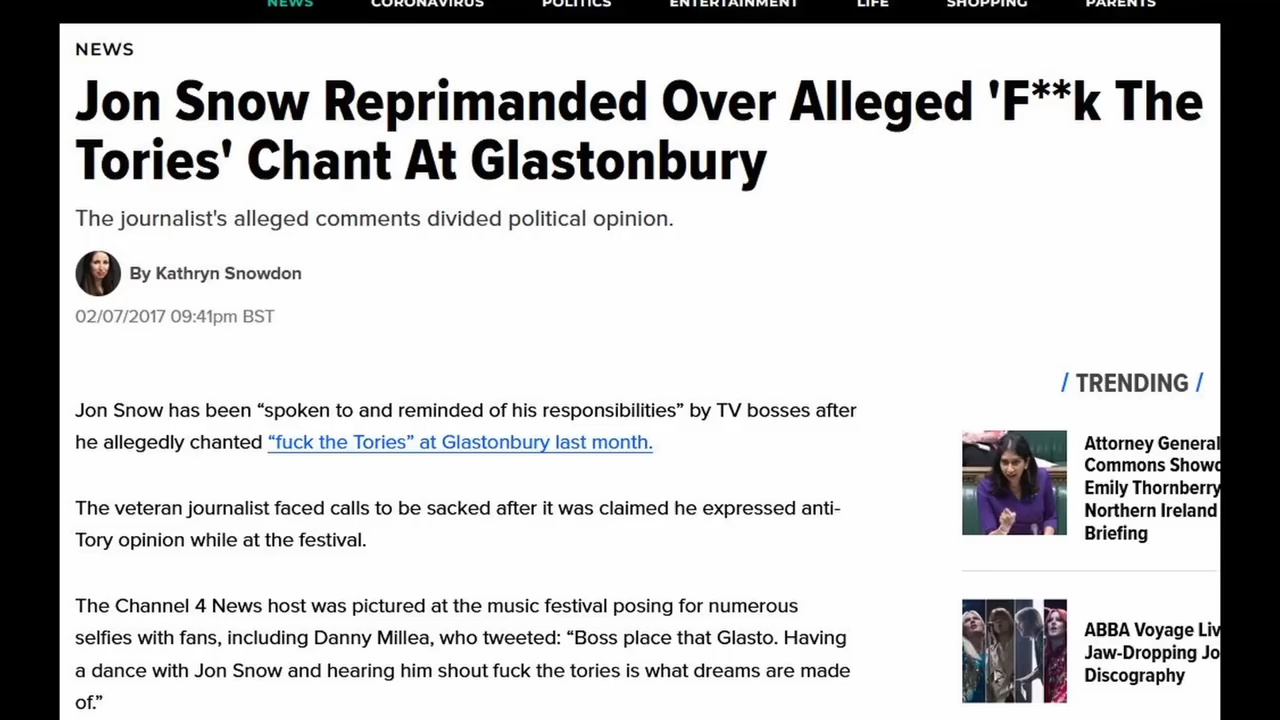 NEWS CORONAVIRUS POLITICS ENTERTAINMENT LIFE SHOPPING PARENTS
NEWS
Jon Snow Reprimanded Over Alleged 'F**k The
Tories' Chant At Glastonbury
The journalist's alleged comments divided political opinion.
By Kathryn Snowdon
02/07/2017 09:41pm BST
Jon Snow has been “spoken to and reminded of his responsibilities” by TV bosses after
he allegedly chanted “fuck the Tories” at Glastonbury last month.
The veteran journalist faced calls to be sacked after it was claimed he expressed anti-
Tory opinion while at the festival.
The Channel 4 News host was pictured at the music festival posing for numerous
selfies with fans, including Danny Millea, who tweeted: “Boss place that Glasto. Having
a dance with Jon Snow and hearing him shout fuck the tories is what dreams are made
of.”
/ TRENDING /
Attorney General
Commons
Emily Thornberry
Northern Ireland
Briefing
ABBA Voyage
Jaw-Dropping
Discography